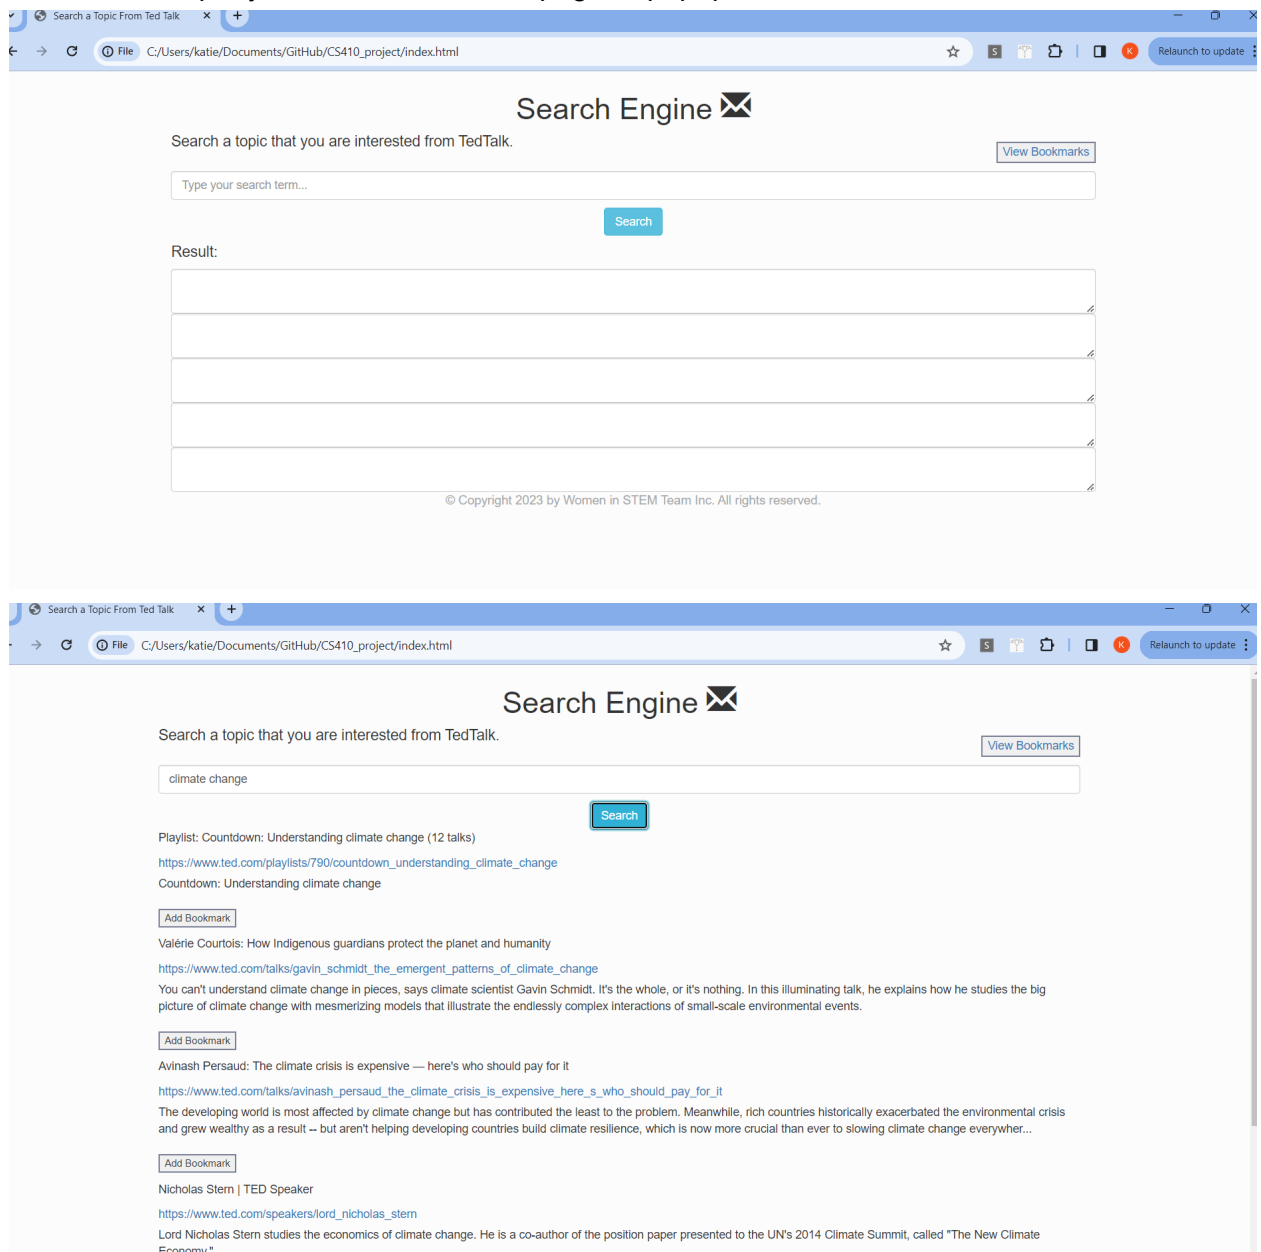 Search a Topic From Ted Talk
File C:/Users/katie/Documents/GitHub/CS410_project/index.html
S
K
Relaunch to update
Search Engine
Search a topic that you are interested from TedTalk.
View Bookmarks
Type your search term...
Search
Result:
© Copyright 2023 by Women in STEM Team Inc. All rights reserved.
Search a Topic From Ted Talk
File C:/Users/katie/Documents/GitHub/CS410_project/index.html
S
K
Relaunch to update
Search Engine
Search a topic that you are interested from TedTalk.
View Bookmarks
climate change
Search
Playlist: Countdown: Understanding climate change (12 talks)
https://www.ted.com/playlists/790/countdown_understanding_climate_change
Countdown: Understanding climate change
Add Bookmark
Valérie Courtois: How Indigenous guardians protect the planet and humanity
https://www.ted.com/talks/gavin_schmidt_the_emergent_patterns_of_climate_change
You can't understand climate change in pieces, says climate scientist Gavin Schmidt. It's the whole, or it's nothing. In this illuminating talk, he explains how he studies the big
picture of climate change with mesmerizing models that illustrate the endlessly complex interactions of small-scale environmental events.
Add Bookmark
Avinash Persaud: The climate crisis is expensive — here's who should pay for it
https://www.ted.com/talks/avinash_persaud_the_climate_crisis_is_expensive_here_s_who_should_pay_for_it
The developing world is most affected by climate change but has contributed the least to the problem. Meanwhile, rich countries historically exacerbated the environmental crisis
and grew wealthy as a result -- but aren't helping developing countries build climate resilience, which is now more crucial than ever to slowing climate change everywher...
Add Bookmark
Nicholas Stern | TED Speaker
https://www.ted.com/speakers/lord_nicholas_stern
Lord Nicholas Stern studies the economics of climate change. He is a co-author of the position paper presented to the UN's 2014 Climate Summit, called "The New Climate
Economy."